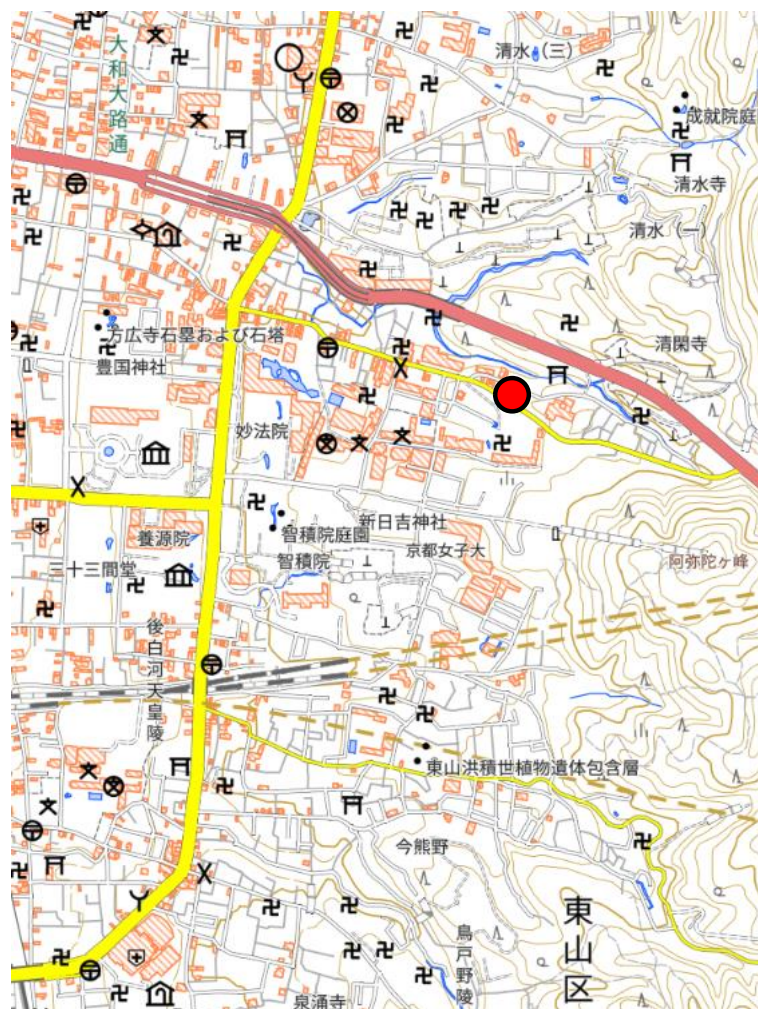 大和大路通
清水（三）
成就院庭
清水寺
清水（一）
方広寺石塁および石塔
豊国神社
清閑寺
妙法院
新日吉神社
智積院庭園
養源院
京都女子大
智積院
三十三間堂
阿弥陀ヶ峰
後白河天皇陵
東山洪積世植物遺体包含層
今熊野
東山区
鳥戸野陵
泉涌寺